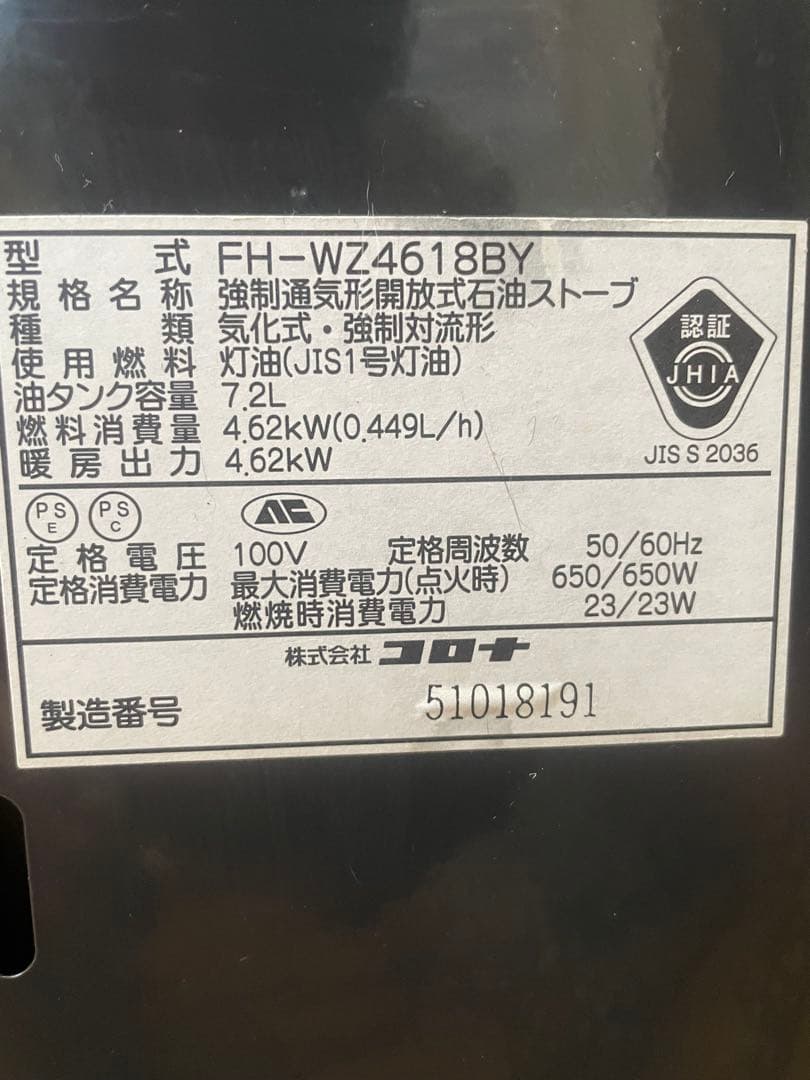 型式 FH-WZ4618BY
規格名称 強制通気形開放式石油ストーブ
種類 気化式・強制対流形
使用燃料 灯油(JIS1号灯油)
油タンク容量 7.2L
燃料消費量 4.62kW(0.449L/h)
暖房出力 4.62kW
認証
JHIA
JIS S 2036
PS E PS C
定格電圧 100V 定格周波数 50/60Hz
定格消費電力 最大消費電力(点火時) 650/650W
燃焼時消費電力 23/23W
株式会社 コロナ
製造番号 51018191